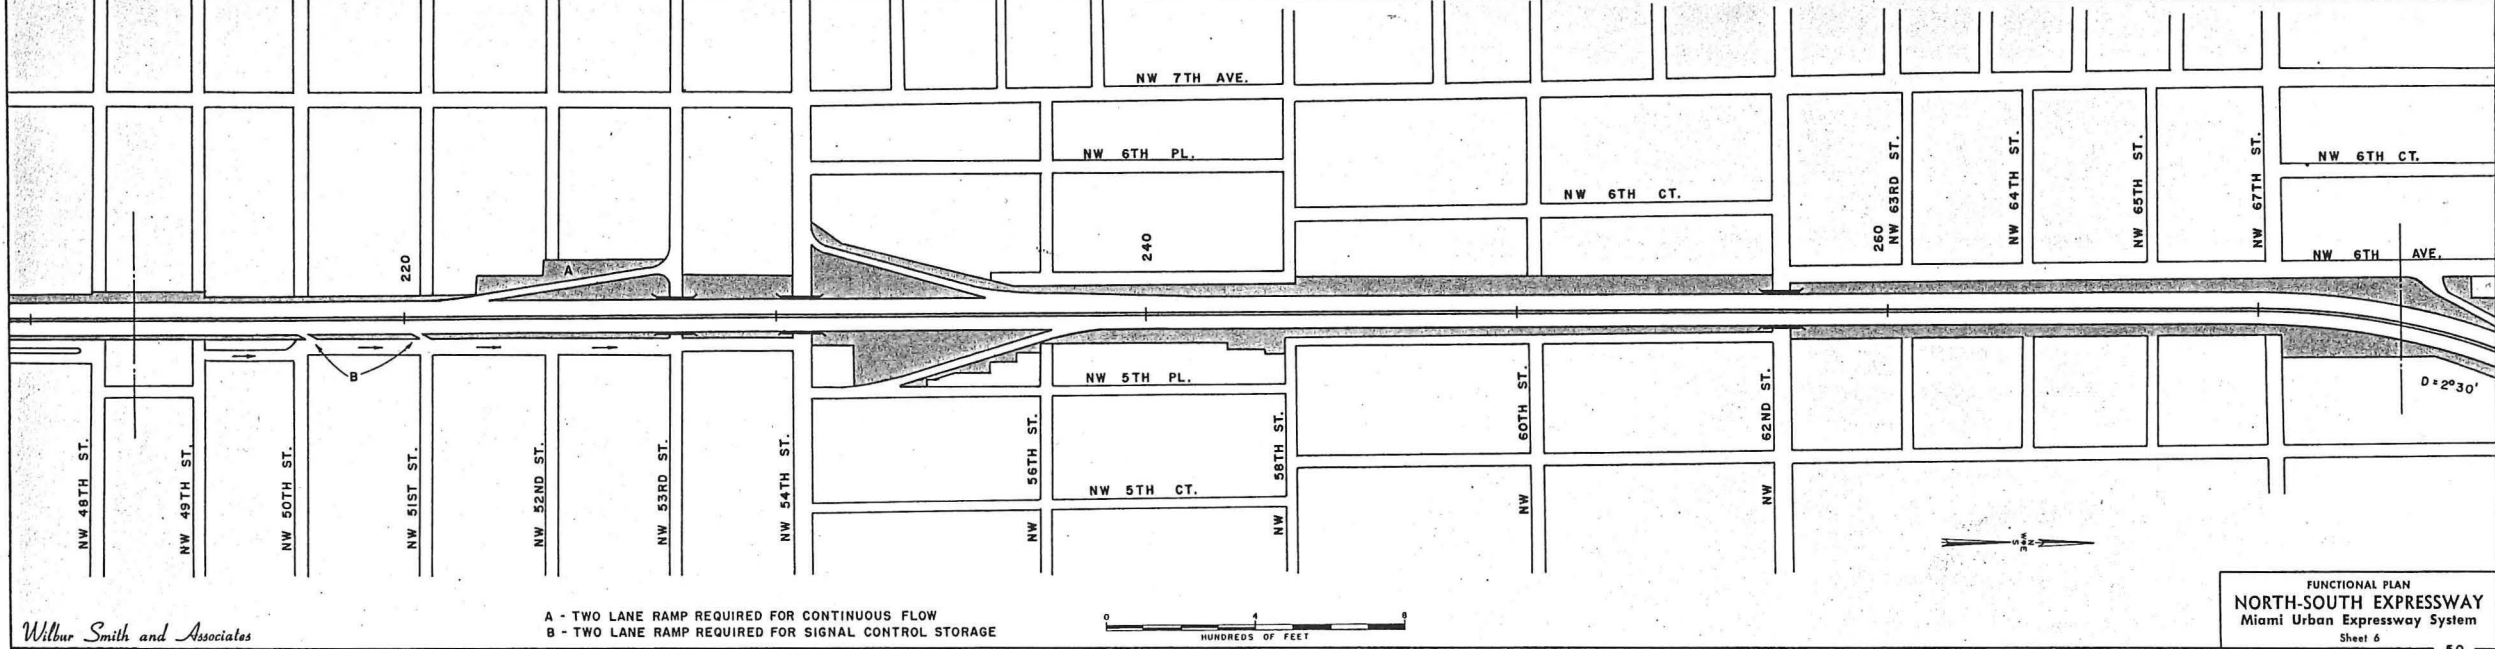 NW 7TH AVE.
NW 6TH PL.
NW 6TH CT.
NW 63RD ST.
NW 64TH ST.
NW 65TH ST.
NW 67TH ST.
NW 6TH CT.
NW 6TH AVE.
220
240
260
A
B
NW 5TH PL.
D = 2°30'
NW 48TH ST.
NW 49TH ST.
NW 50TH ST.
NW 51ST ST.
NW 52ND ST.
NW 53RD ST.
NW 54TH ST.
NW 56TH ST.
NW 58TH ST.
NW 60TH ST.
NW 62ND ST.
NW 5TH CT.
N
W E
S
Wilbur Smith and Associates
A - TWO LANE RAMP REQUIRED FOR CONTINUOUS FLOW
B - TWO LANE RAMP REQUIRED FOR SIGNAL CONTROL STORAGE
0 4 8
HUNDREDS OF FEET
FUNCTIONAL PLAN
NORTH-SOUTH EXPRESSWAY
Miami Urban Expressway System
Sheet 6